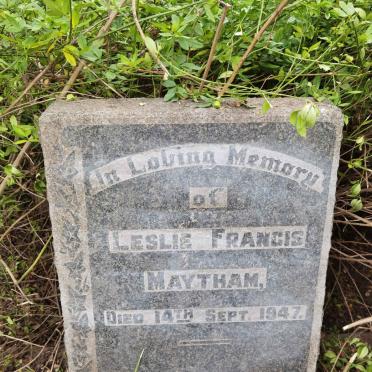 In Loving Memory
of
LESLIE FRANCIS
MAYTHAM,
DIED 14TH SEPT. 1947.